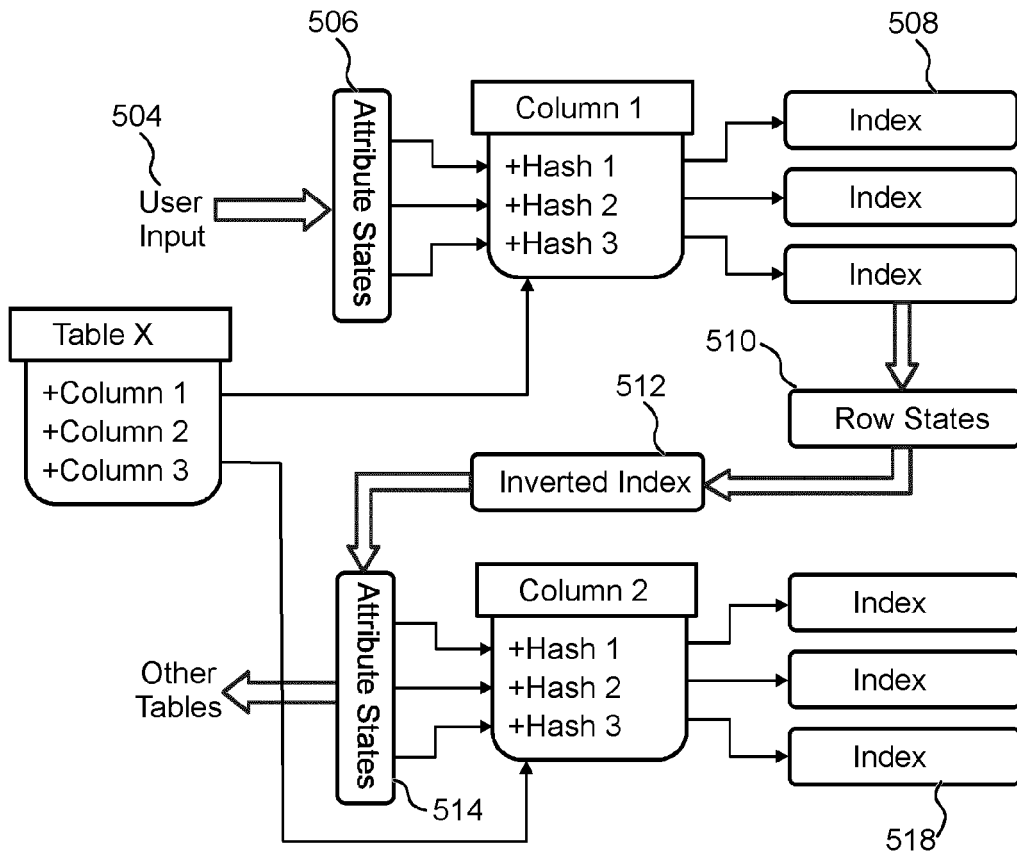 506
508
504
Column 1
Index
Attribute States
User
Input
+Hash 1
+Hash 2
+Hash 3
Index
Index
Table X
510
+Column 1
+Column 2
+Column 3
512
Row States
Inverted Index
Attribute States
Column 2
Index
Other
Tables
+Hash 1
+Hash 2
+Hash 3
Index
Index
514
518